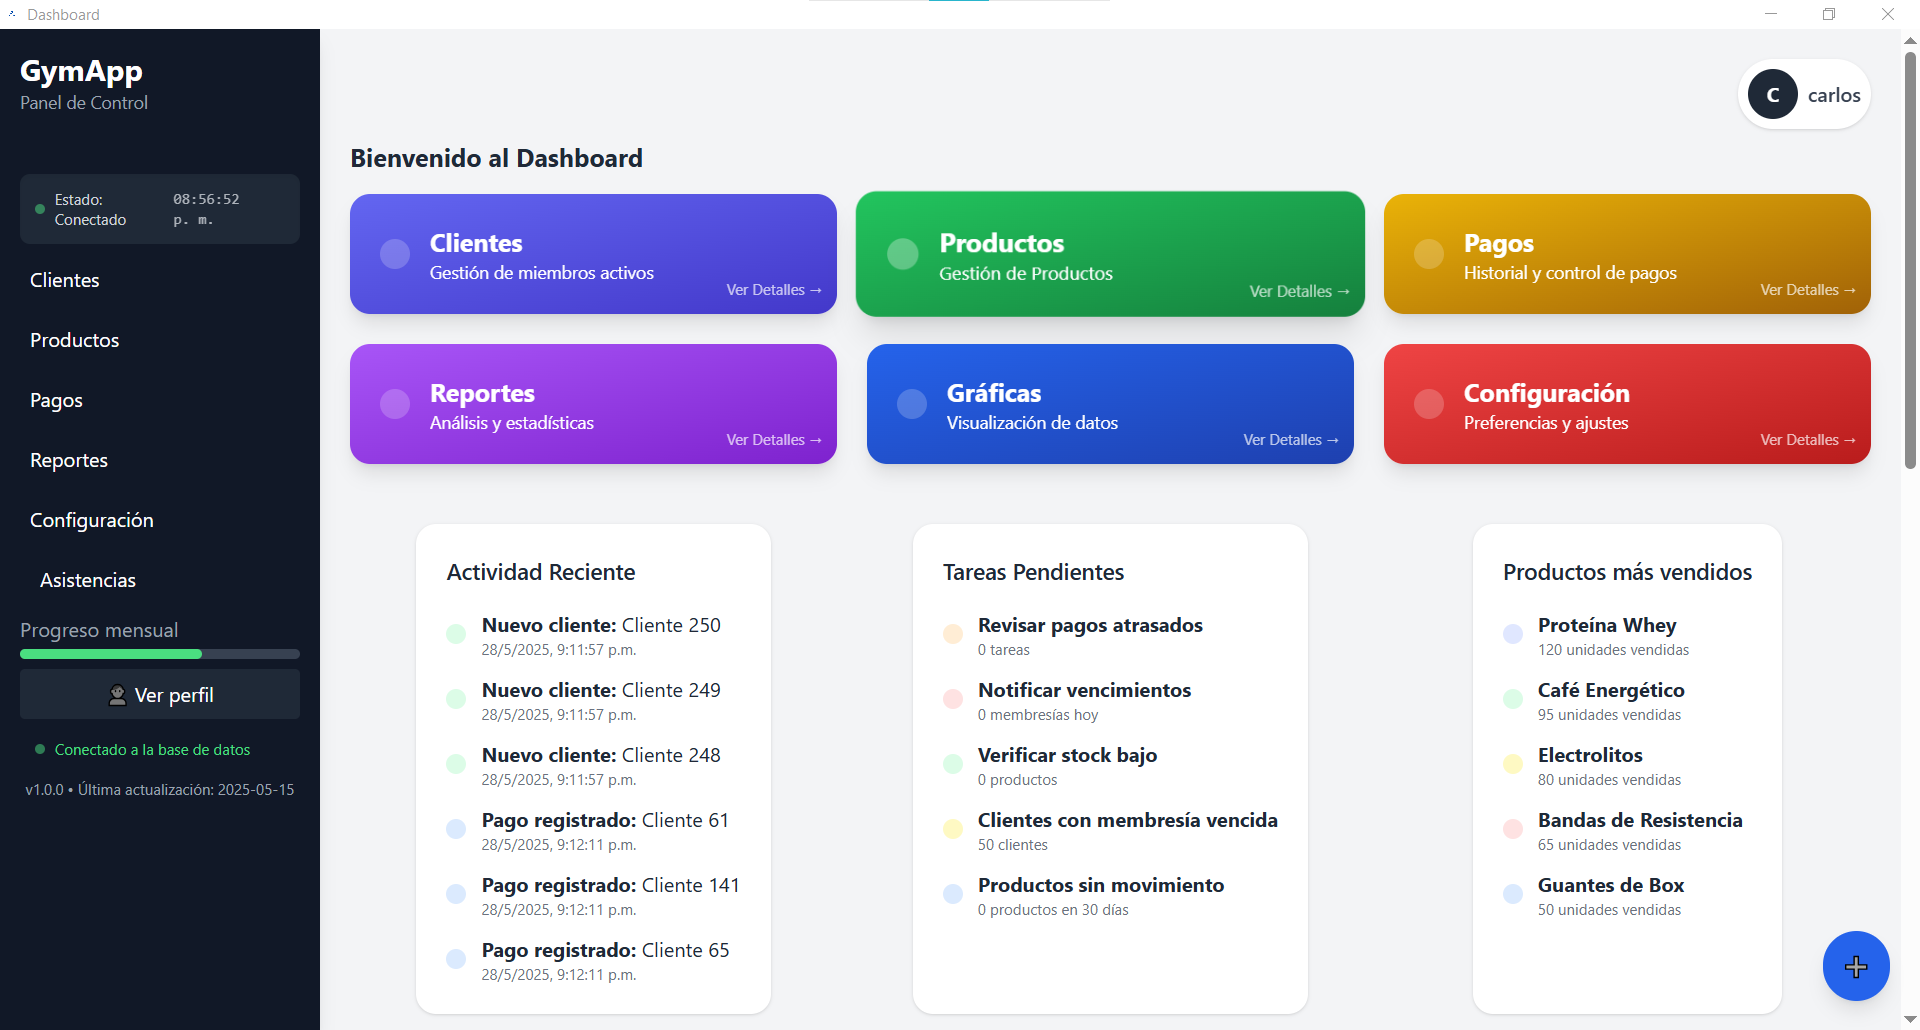 Dashboard
GymApp
Panel de Control
Estado:
Conectado
08:56:52
p. m.
Clientes
Productos
Pagos
Reportes
Configuración
Asistencias
Progreso mensual
Ver perfil
Conectado a la base de datos
v1.0.0 • Última actualización: 2025-05-15
C
carlos
Bienvenido al Dashboard
Clientes
Gestión de miembros activos
Ver Detalles →
Productos
Gestión de Productos
Ver Detalles →
Pagos
Historial y control de pagos
Ver Detalles →
Reportes
Análisis y estadísticas
Ver Detalles →
Gráficas
Visualización de datos
Ver Detalles →
Configuración
Preferencias y ajustes
Ver Detalles →
Actividad Reciente
Nuevo cliente: Cliente 250
28/5/2025, 9:11:57 p.m.
Nuevo cliente: Cliente 249
28/5/2025, 9:11:57 p.m.
Nuevo cliente: Cliente 248
28/5/2025, 9:11:57 p.m.
Pago registrado: Cliente 61
28/5/2025, 9:12:11 p.m.
Pago registrado: Cliente 141
28/5/2025, 9:12:11 p.m.
Pago registrado: Cliente 65
28/5/2025, 9:12:11 p.m.
Tareas Pendientes
Revisar pagos atrasados
0 tareas
Notificar vencimientos
0 membresías hoy
Verificar stock bajo
0 productos
Clientes con membresía vencida
50 clientes
Productos sin movimiento
0 productos en 30 días
Productos más vendidos
Proteína Whey
120 unidades vendidas
Café Energético
95 unidades vendidas
Electrolitos
80 unidades vendidas
Bandas de Resistencia
65 unidades vendidas
Guantes de Box
50 unidades vendidas